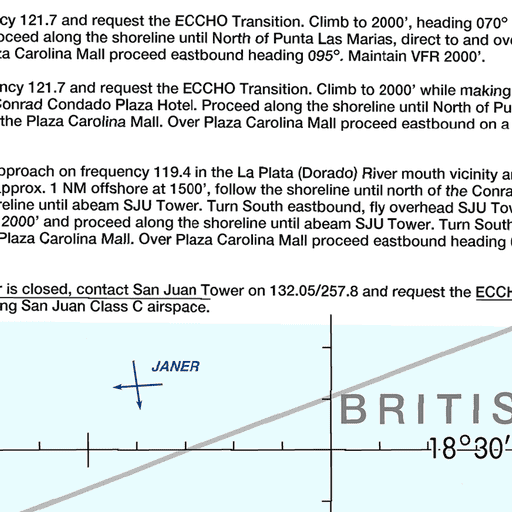 cy 121.7 and request the ECCHO Transition. Climb to 2000', heading 070°
oceed along the shoreline until North of Punta Las Marias, direct to and ove
za Carolina Mall proceed eastbound heading 095°. Maintain VFR 2000'.
ncy 121.7 and request the ECCHO Transition. Climb to 2000' while making
Conrad Condado Plaza Hotel. Proceed along the shoreline until North of Pu
the Plaza Carolina Mall. Over Plaza Carolina Mall proceed eastbound on a
pproach on frequency 119.4 in the La Plata (Dorado) River mouth vicinity a
approx. 1 NM offshore at 1500', follow the shoreline until north of the Conra
reline until abeam SJU Tower. Turn South eastbound, fly overhead SJU Tow
2000' and proceed along the shoreline until abeam SJU Tower. Turn South
Plaza Carolina Mall. Over Plaza Carolina Mall proceed eastbound heading
r is closed, contact San Juan Tower on 132.05/257.8 and request the ECCH
ng San Juan Class C airspace.
JANER
BRITIS
18°30'